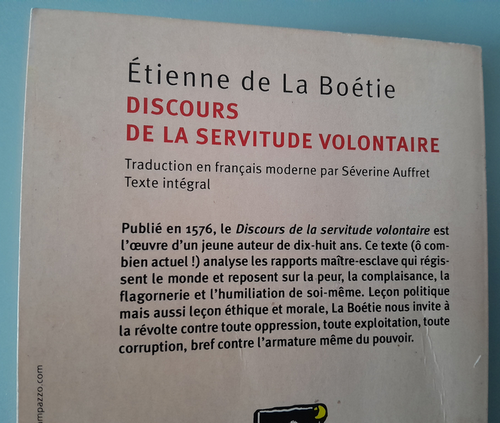 Étienne de La Boétie
DISCOURS
DE LA SERVITUDE VOLONTAIRE
Traduction en français moderne par Séverine Auffret
Texte intégral
Publié en 1576, le Discours de la servitude volontaire est
l'œuvre d'un jeune auteur de dix-huit ans. Ce texte (ô com-
bien actuel !) analyse les rapports maître-esclave qui régis-
sent le monde et reposent sur la peur, la complaisance, la
flagornerie et l'humiliation de soi-même. Leçon politique
mais aussi leçon éthique et morale, La Boétie nous invite à
la révolte contre toute oppression, toute exploitation, toute
corruption, bref contre l'armature même du pouvoir.
mpazzo.com